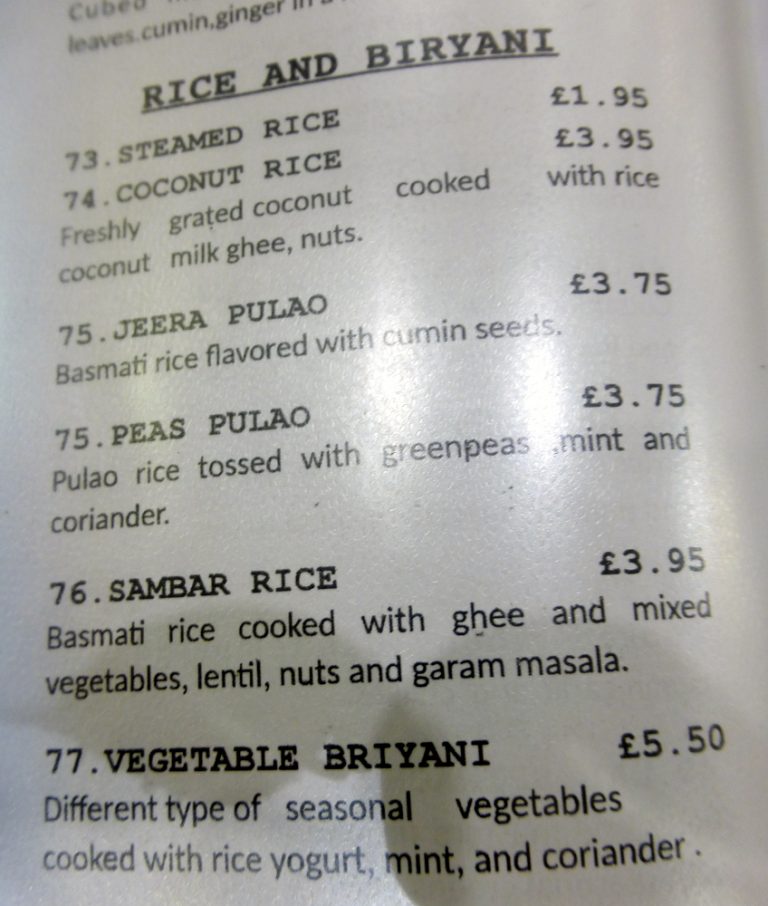 Cubed
leaves.cumin,ginger in
RICE AND BIRYANI
73.STEAMED RICE £1.95
74.COCONUT RICE £3.95
Freshly grated coconut cooked with rice
coconut milk ghee, nuts.
75.JEERA PULAO £3.75
Basmati rice flavored with cumin seeds.
75.PEAS PULAO £3.75
Pulao rice tossed with greenpeas ,mint and
coriander.
76.SAMBAR RICE £3.95
Basmati rice cooked with ghee and mixed
vegetables, lentil, nuts and garam masala.
77.VEGETABLE BRIYANI £5.50
Different type of seasonal vegetables
cooked with rice yogurt, mint, and coriander .